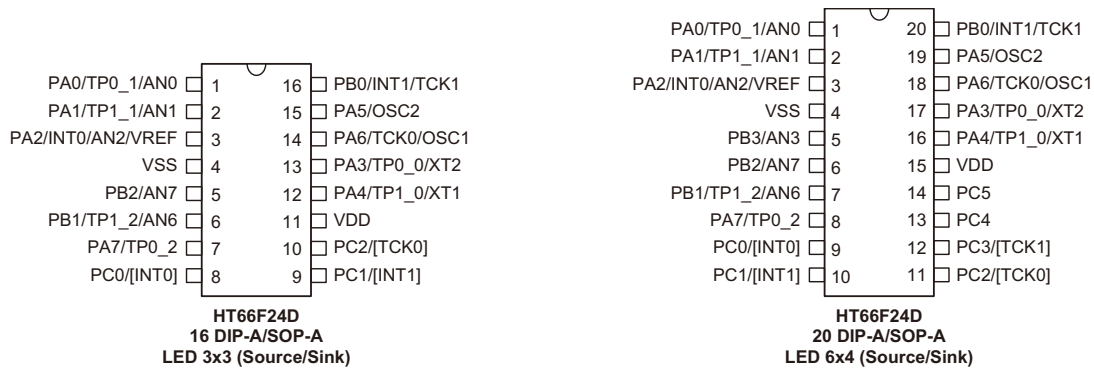 PA0/TP0_1/AN0 1 16 PB0/INT1/TCK1
PA1/TP1_1/AN1 2 15 PA5/OSC2
PA2/INT0/AN2/VREF 3 14 PA6/TCK0/OSC1
VSS 4 13 PA3/TP0_0/XT2
PB2/AN7 5 12 PA4/TP1_0/XT1
PB1/TP1_2/AN6 6 11 VDD
PA7/TP0_2 7 10 PC2/[TCK0]
PC0/[INT0] 8 9 PC1/[INT1]
HT66F24D
16 DIP-A/SOP-A
LED 3x3 (Source/Sink)
PA0/TP0_1/AN0 1 20 PB0/INT1/TCK1
PA1/TP1_1/AN1 2 19 PA5/OSC2
PA2/INT0/AN2/VREF 3 18 PA6/TCK0/OSC1
VSS 4 17 PA3/TP0_0/XT2
PB3/AN3 5 16 PA4/TP1_0/XT1
PB2/AN7 6 15 VDD
PB1/TP1_2/AN6 7 14 PC5
PA7/TP0_2 8 13 PC4
PC0/[INT0] 9 12 PC3/[TCK1]
PC1/[INT1] 10 11 PC2/[TCK0]
HT66F24D
20 DIP-A/SOP-A
LED 6x4 (Source/Sink)